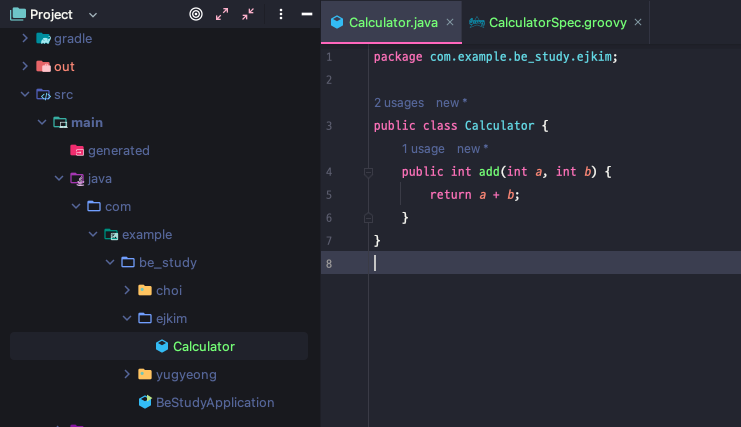 Project
gradle
out
src
main
generated
java
com
example
be_study
choi
ejkim
Calculator
yugyeong
BeStudyApplication
Calculator.java
CalculatorSpec.groovy
1 package com.example.be_study.ejkim;
2
2 usages new *
3 public class Calculator {
1 usage new *
4 public int add(int a, int b) {
5 return a + b;
6 }
7 }
8